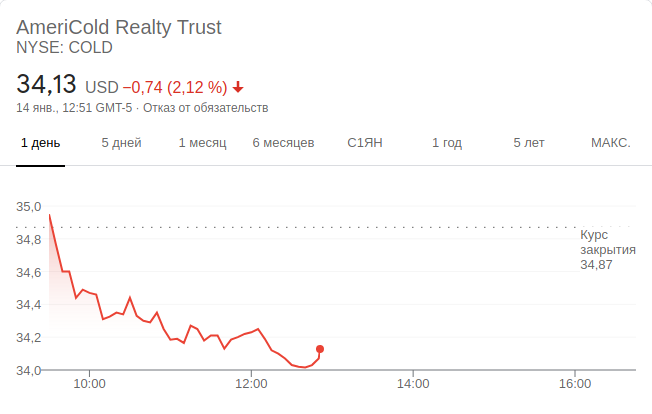 AmeriCold Realty Trust
NYSE: COLD
34,13 USD −0,74 (2,12 %)
14 янв., 12:51 GMT-5 · Отказ от обязательств
1 день 5 дней 1 месяц 6 месяцев С1ЯН 1 год 5 лет МАКС.
35,0
Курс
34,8
закрытия
34,87
34,6
34,4
34,2
34,0
10:00 12:00 14:00 16:00